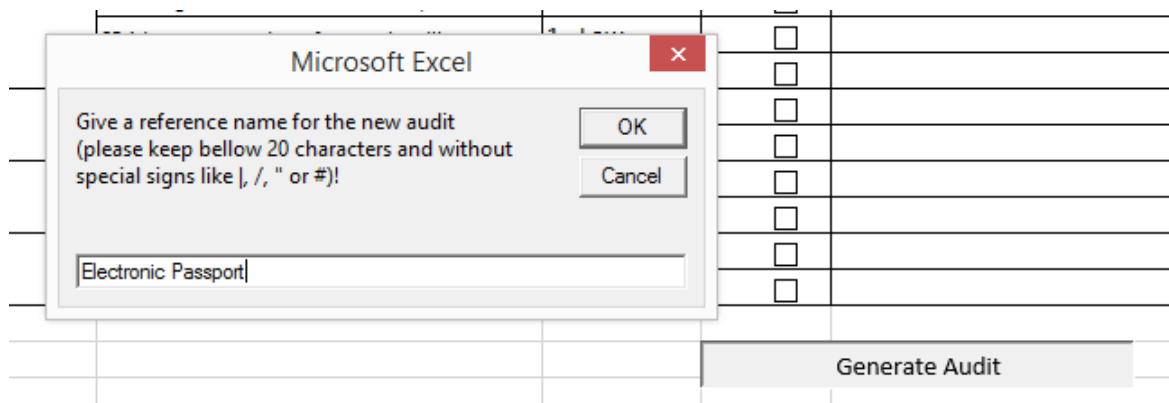 Microsoft Excel
Give a reference name for the new audit
(please keep bellow 20 characters and without
special signs like |, /, " or #)!
OK
Cancel
Electronic Passport
Generate Audit